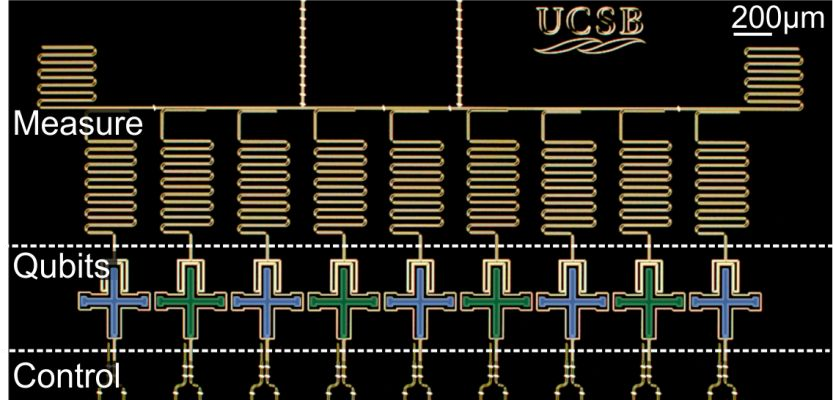 UCSB
200μm
Measure
Qubits
Control